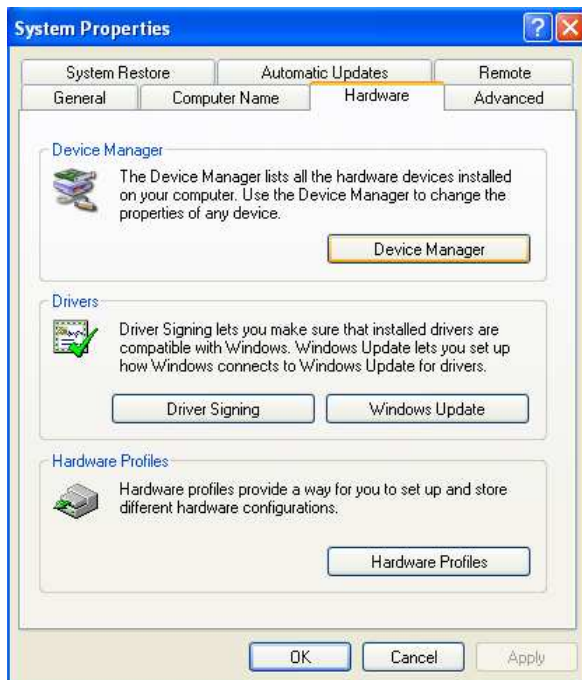 System Properties
System Restore
Automatic Updates
Remote
General
Computer Name
Hardware
Advanced
Device Manager
The Device Manager lists all the hardware devices installed
on your computer. Use the Device Manager to change the
properties of any device.
Device Manager
Drivers
Driver Signing lets you make sure that installed drivers are
compatible with Windows. Windows Update lets you set up
how Windows connects to Windows Update for drivers.
Driver Signing
Windows Update
Hardware Profiles
Hardware profiles provide a way for you to set up and store
different hardware configurations.
Hardware Profiles
OK
Cancel
Apply